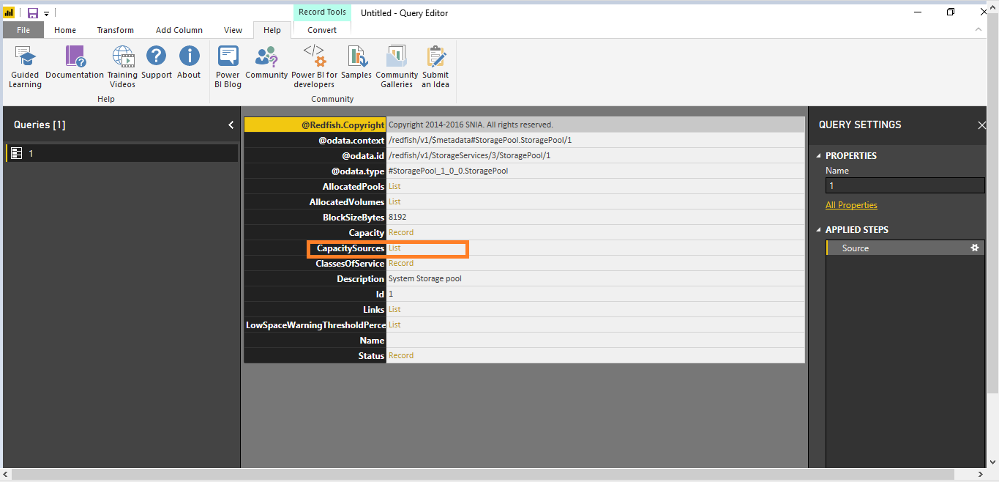 Record Tools
Untitled - Query Editor
File Home Transform Add Column View Help Convert
Guided Learning
Documentation
Training Videos
Support
About
Power BI Blog
Community
Power BI for developers
Samples
Community Galleries
Submit an Idea
Help
Community
Queries [1]
1
@Redfish.Copyright Copyright 2014-2016 SNIA. All rights reserved.
@odata.context /redfish/v1/$metadata#StoragePool.StoragePool/1
@odata.id /redfish/v1/StorageServices/3/StoragePool/1
@odata.type #StoragePool_1_0_0.StoragePool
AllocatedPools List
AllocatedVolumes List
BlockSizeBytes 8192
Capacity Record
CapacitySources List
ClassesOfService Record
Description System Storage pool
Id 1
Links List
LowSpaceWarningThresholdPerce List
Name
Status Record
QUERY SETTINGS
PROPERTIES
Name
1
All Properties
APPLIED STEPS
Source